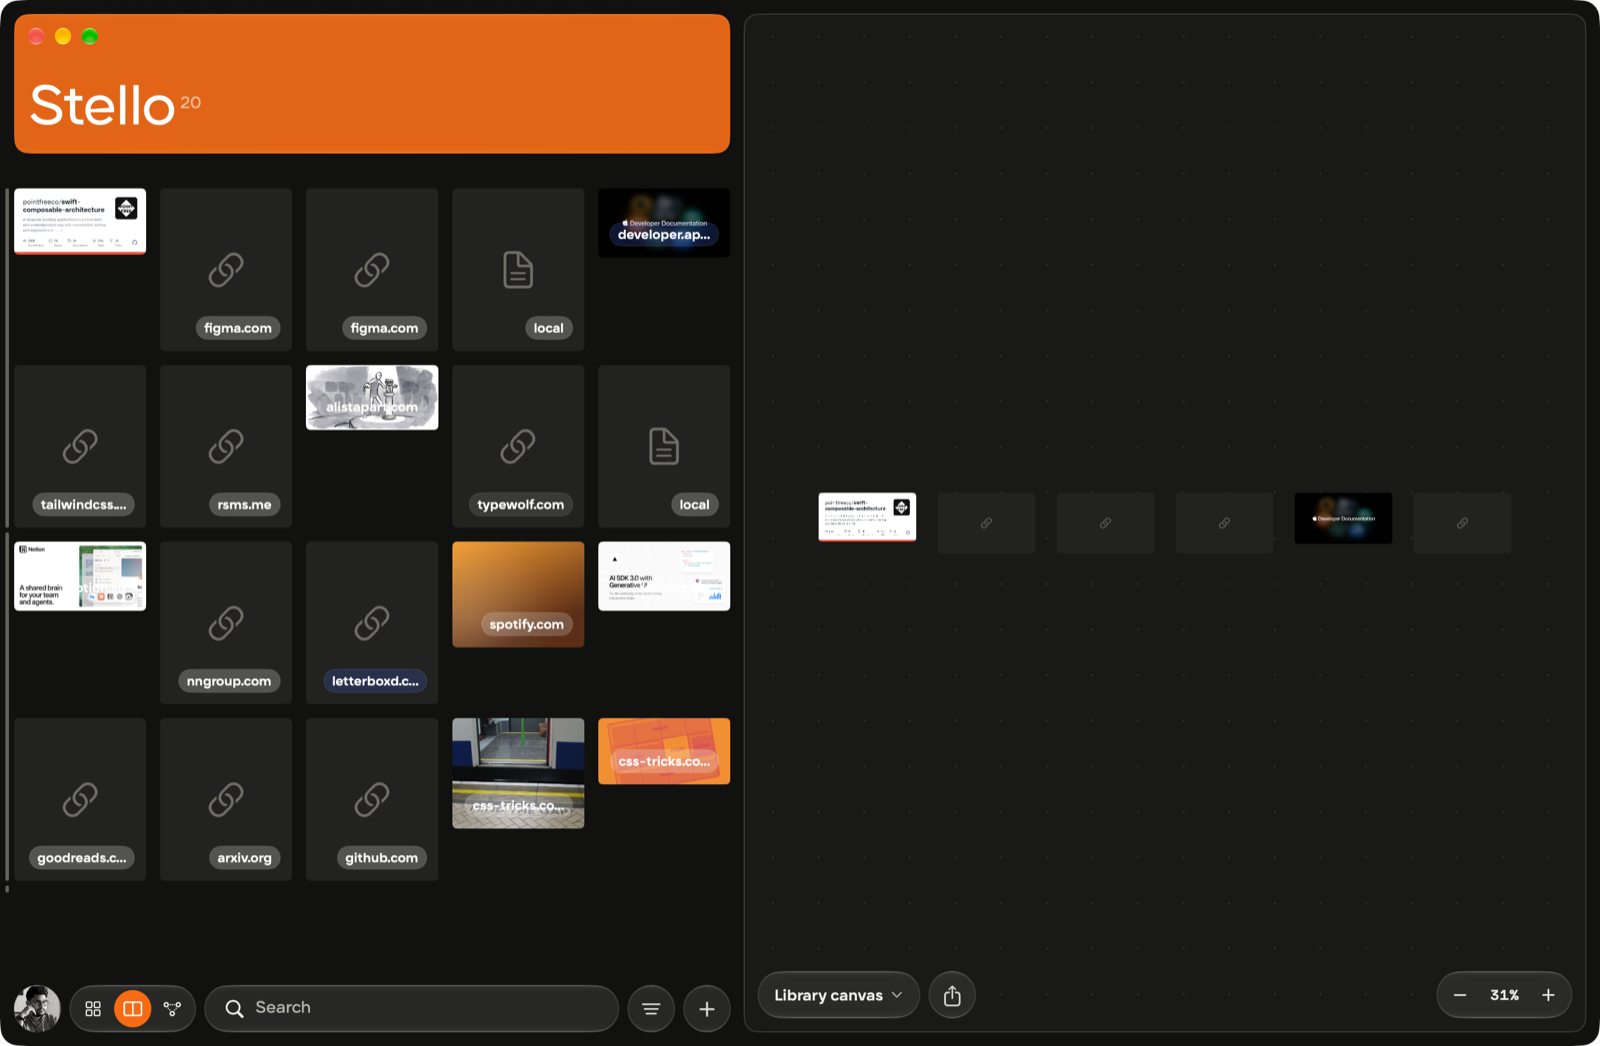 Stello 20
pointfreeco/swift-
composable-architecture
figma.com
figma.com
local
Developer Documentation
developer.ap...
tailwindcss....
rsms.me
alistapart.com
typewolf.com
local
Notion
A shared brain
for your team
and agents.
nngroup.com
letterboxd.c...
spotify.com
AI SDK 3.0 with
Generative
goodreads.c...
arxiv.org
github.com
css-tricks.co...
css-tricks.co...
Search
pointfreeco/swift-
composable-architecture
Developer Documentation
Library canvas
31%